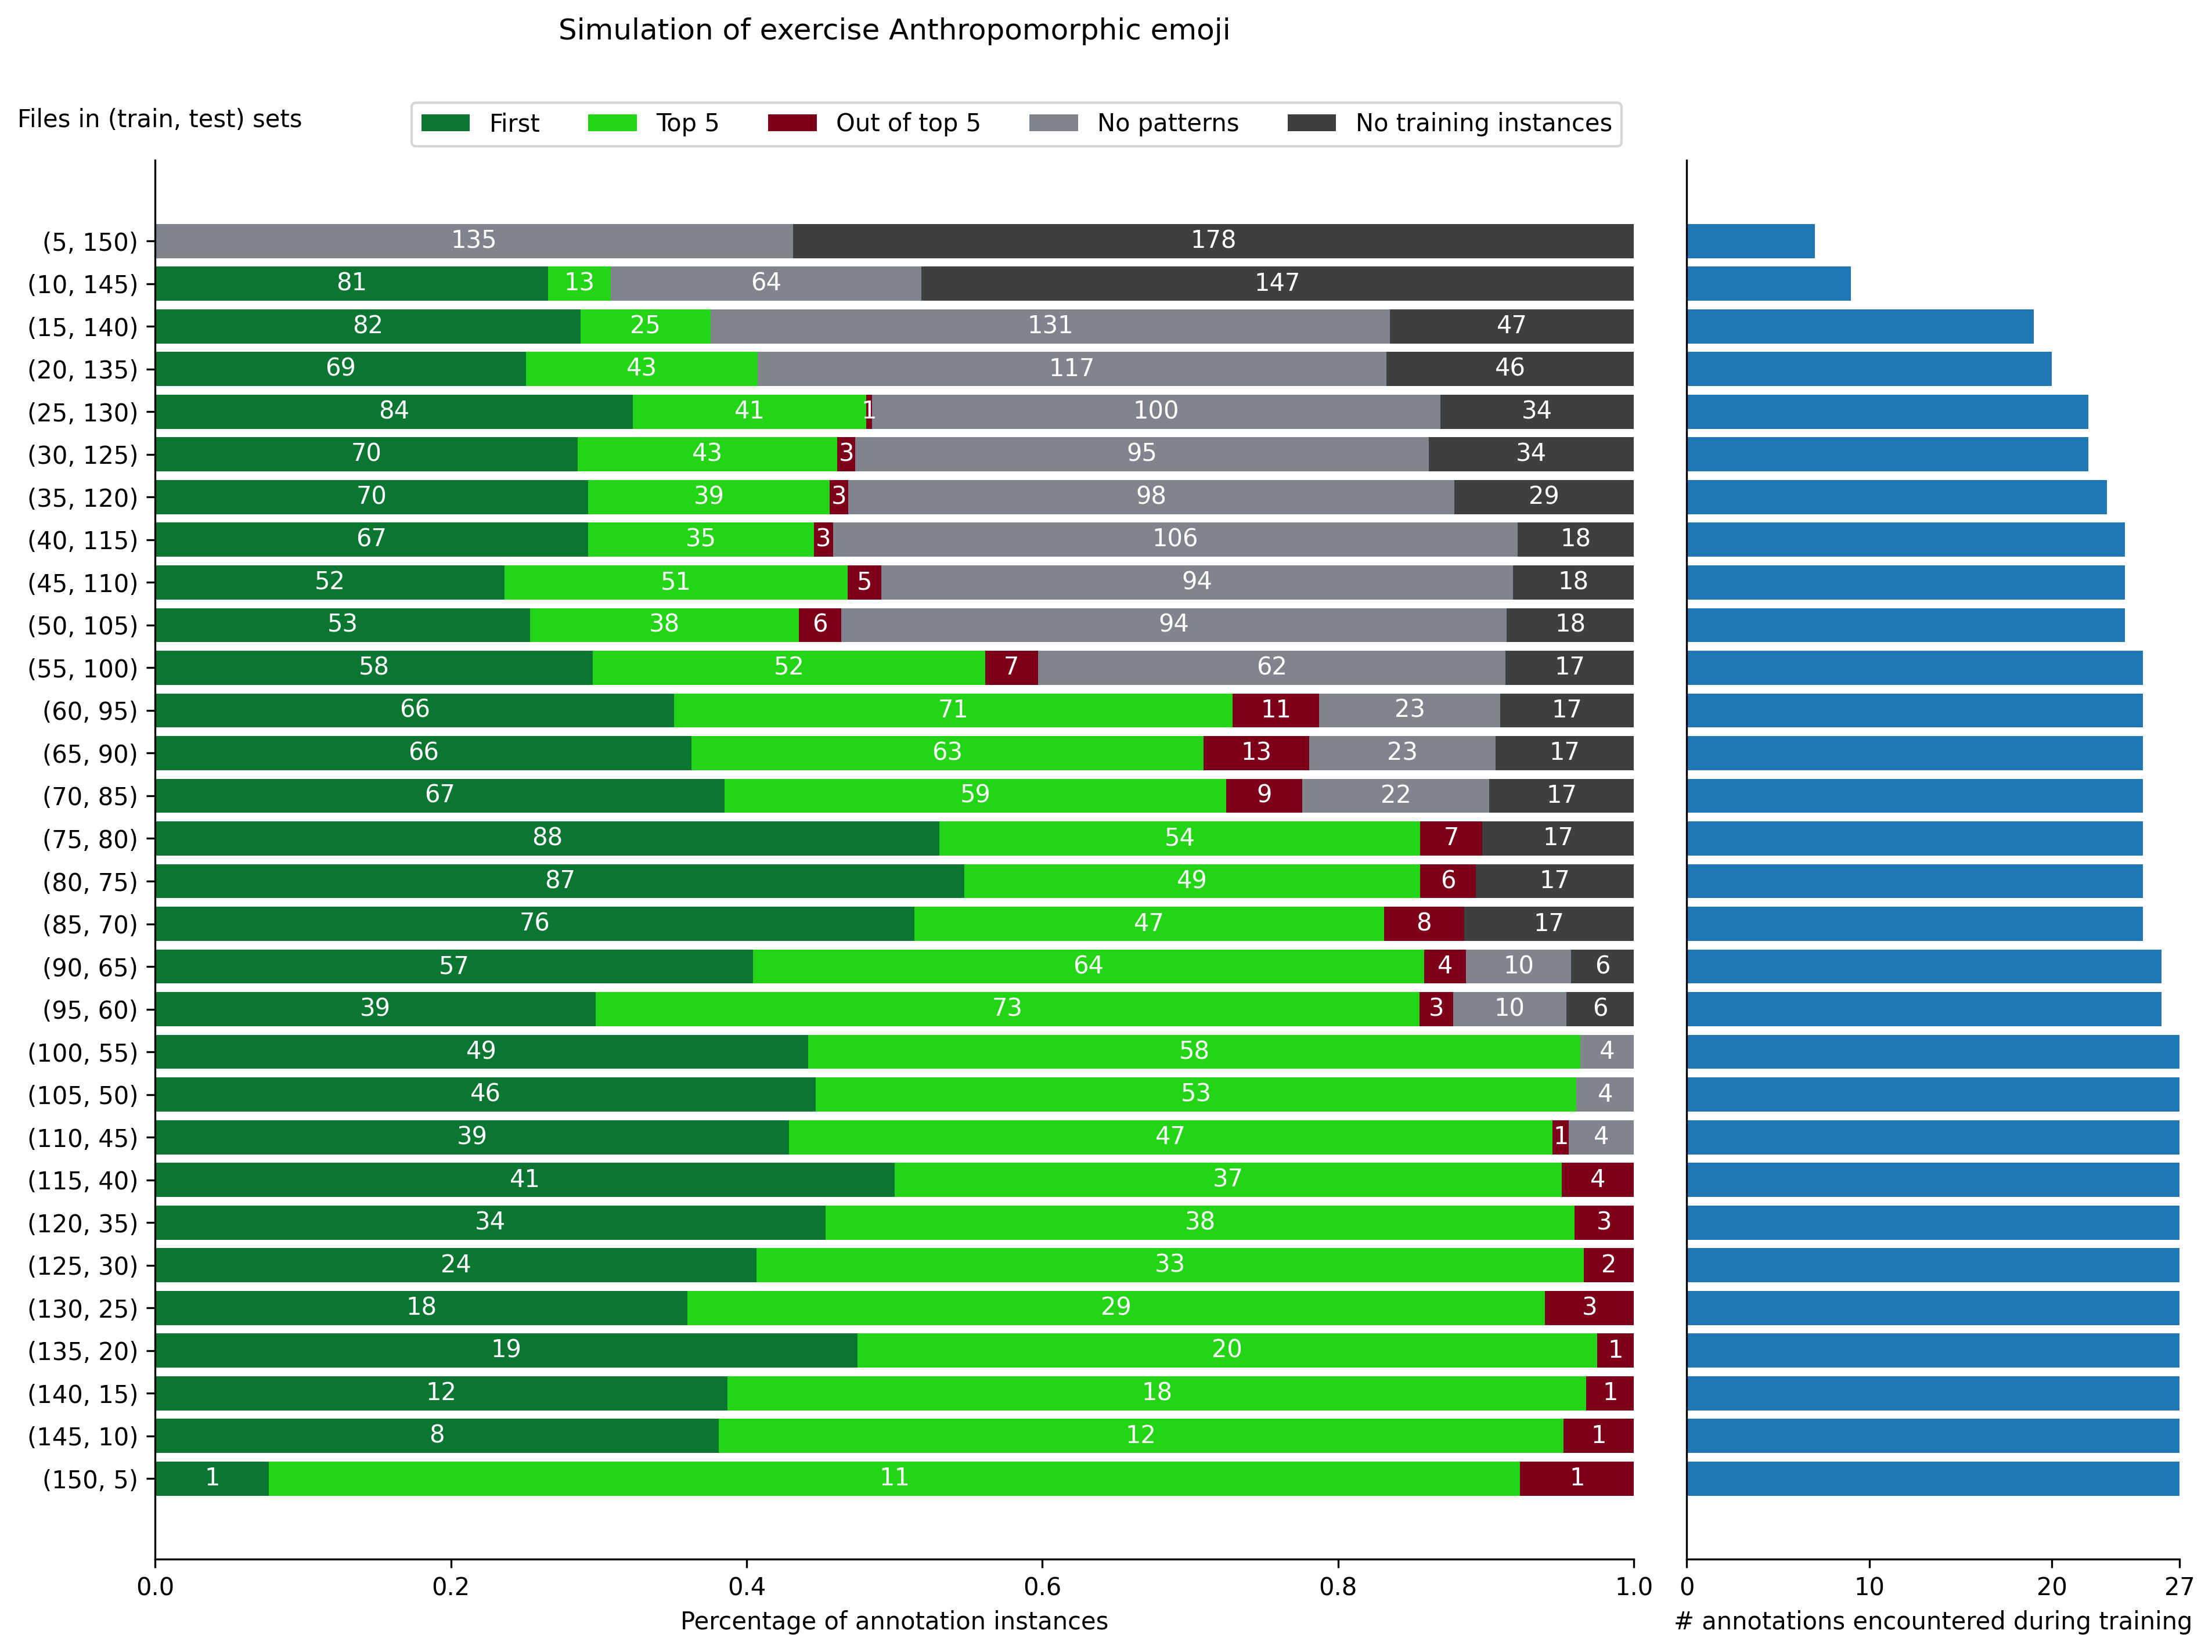 Simulation of exercise Anthropomorphic emoji
Files in (train, test) sets
First Top 5 Out of top 5 No patterns No training instances
(5, 150) 135 178
(10, 145) 81 13 64 147
(15, 140) 82 25 131 47
(20, 135) 69 43 117 46
(25, 130) 84 41 1 100 34
(30, 125) 70 43 3 95 34
(35, 120) 70 39 3 98 29
(40, 115) 67 35 3 106 18
(45, 110) 52 51 5 94 18
(50, 105) 53 38 6 94 18
(55, 100) 58 52 7 62 17
(60, 95) 66 71 11 23 17
(65, 90) 66 63 13 23 17
(70, 85) 67 59 9 22 17
(75, 80) 88 54 7 17
(80, 75) 87 49 6 17
(85, 70) 76 47 8 17
(90, 65) 57 64 4 10 6
(95, 60) 39 73 3 10 6
(100, 55) 49 58 4
(105, 50) 46 53 4
(110, 45) 39 47 1 4
(115, 40) 41 37 4
(120, 35) 34 38 3
(125, 30) 24 33 2
(130, 25) 18 29 3
(135, 20) 19 20 1
(140, 15) 12 18 1
(145, 10) 8 12 1
(150, 5) 1 11 1
0.0 0.2 0.4 0.6 0.8 1.0 0 10 20 27
Percentage of annotation instances # annotations encountered during training